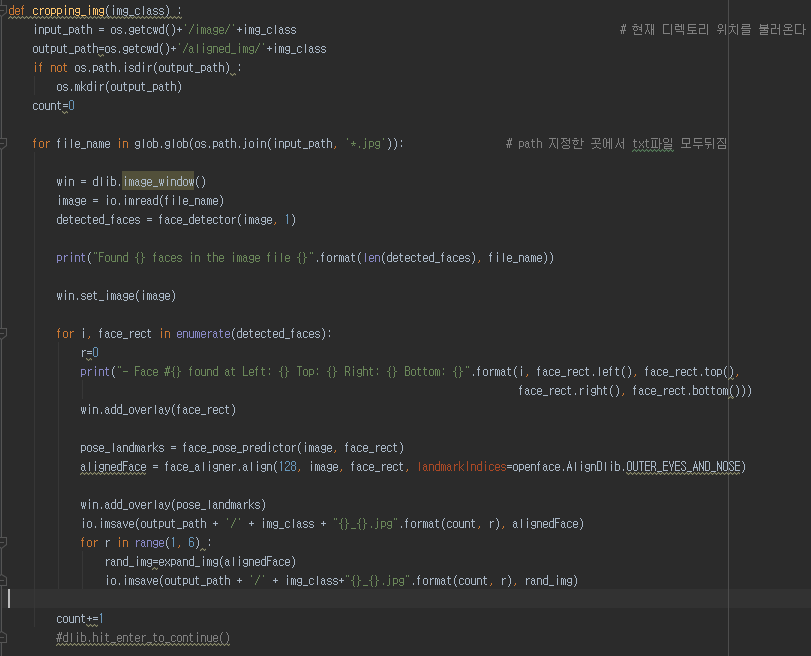 def cropping_img(img_class) :
    input_path = os.getcwd()+'/image/'+img_class # 현재 디렉토리 위치를 불러온다
    output_path=os.getcwd()+'/aligned_img/'+img_class
    if not os.path.isdir(output_path) :
        os.mkdir(output_path)
    count=0
    for file_name in glob.glob(os.path.join(input_path, '*.jpg')): # path 지정한 곳에서 txt파일 모두뒤짐
        win = dlib.image_window()
        image = io.imread(file_name)
        detected_faces = face_detector(image, 1)
        print("Found {} faces in the image file {}".format(len(detected_faces), file_name))
        win.set_image(image)
        for i, face_rect in enumerate(detected_faces):
            r=0
            print("- Face #{} found at Left: {} Top: {} Right: {} Bottom: {}".format(i, face_rect.left(), face_rect.top(),
                face_rect.right(), face_rect.bottom()))
            win.add_overlay(face_rect)
            pose_landmarks = face_pose_predictor(image, face_rect)
            alignedFace = face_aligner.align(128, image, face_rect, landmarkIndices=openface.AlignDlib.OUTER_EYES_AND_NOSE)
            win.add_overlay(pose_landmarks)
            io.imsave(output_path + '/' + img_class + "{}_{}.jpg".format(count, r), alignedFace)
            for r in range(1, 6) :
                rand_img=expand_img(alignedFace)
                io.imsave(output_path + '/' + img_class+"{}_{}.jpg".format(count, r), rand_img)
        count+=1
        #dlib.hit_enter_to_continue()